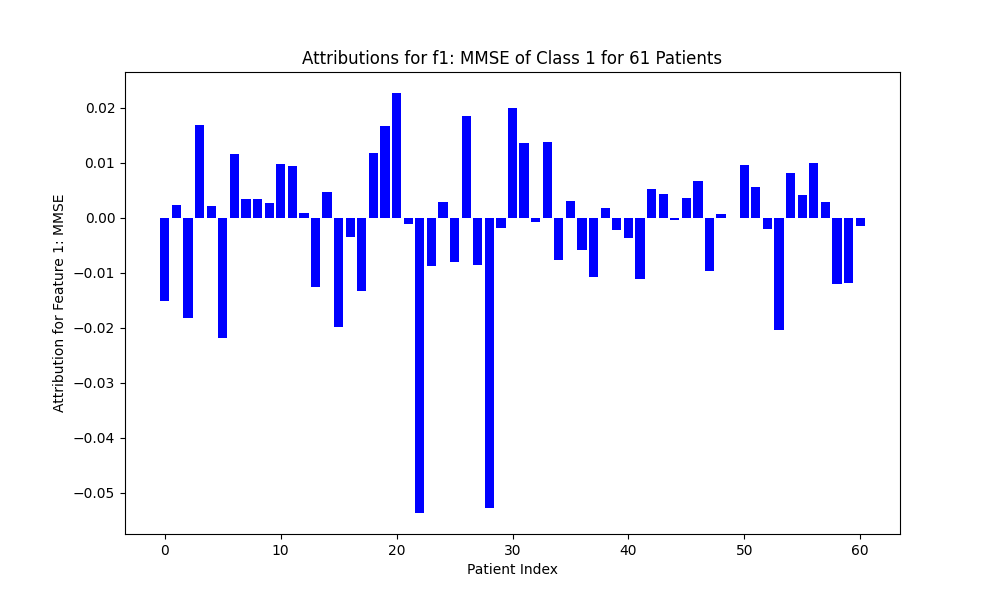 Attributions for f1: MMSE of Class 1 for 61 Patients
Attribution for Feature 1: MMSE
0.02
0.01
0.00
−0.01
−0.02
−0.03
−0.04
−0.05
0 10 20 30 40 50 60
Patient Index